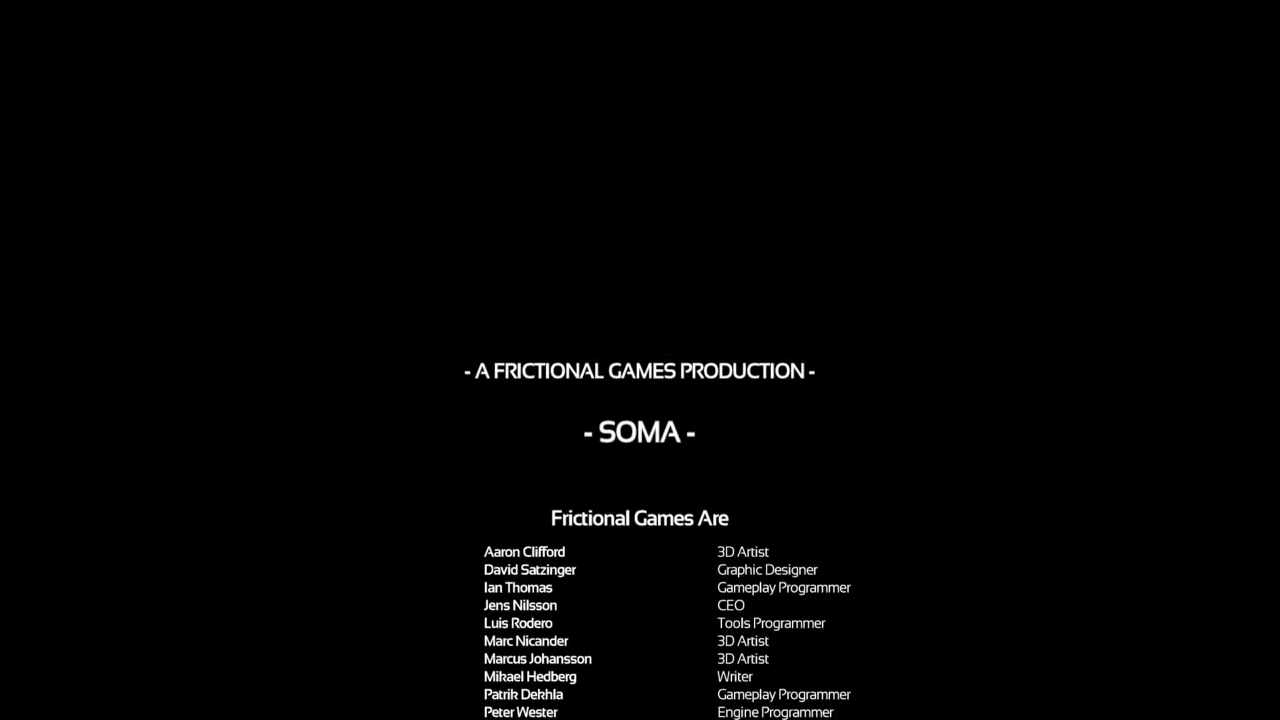 - A FRICTIONAL GAMES PRODUCTION -
- SOMA -
Frictional Games Are
Aaron Clifford 3D Artist
David Satzinger Graphic Designer
Ian Thomas Gameplay Programmer
Jens Nilsson CEO
Luis Rodero Tools Programmer
Marc Nicander 3D Artist
Marcus Johansson 3D Artist
Mikael Hedberg Writer
Patrik Dekhla Gameplay Programmer
Peter Wester Engine Programmer